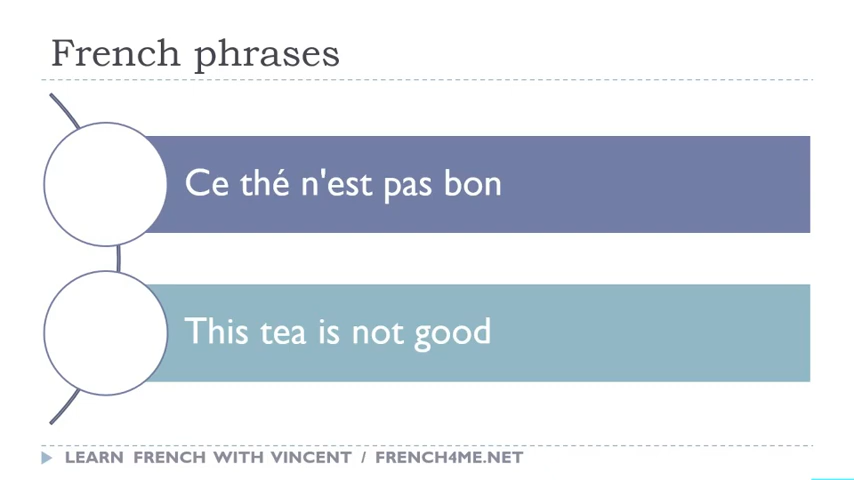 French phrases
Ce thé n'est pas bon
This tea is not good
LEARN FRENCH WITH VINCENT / FRENCH4ME.NET